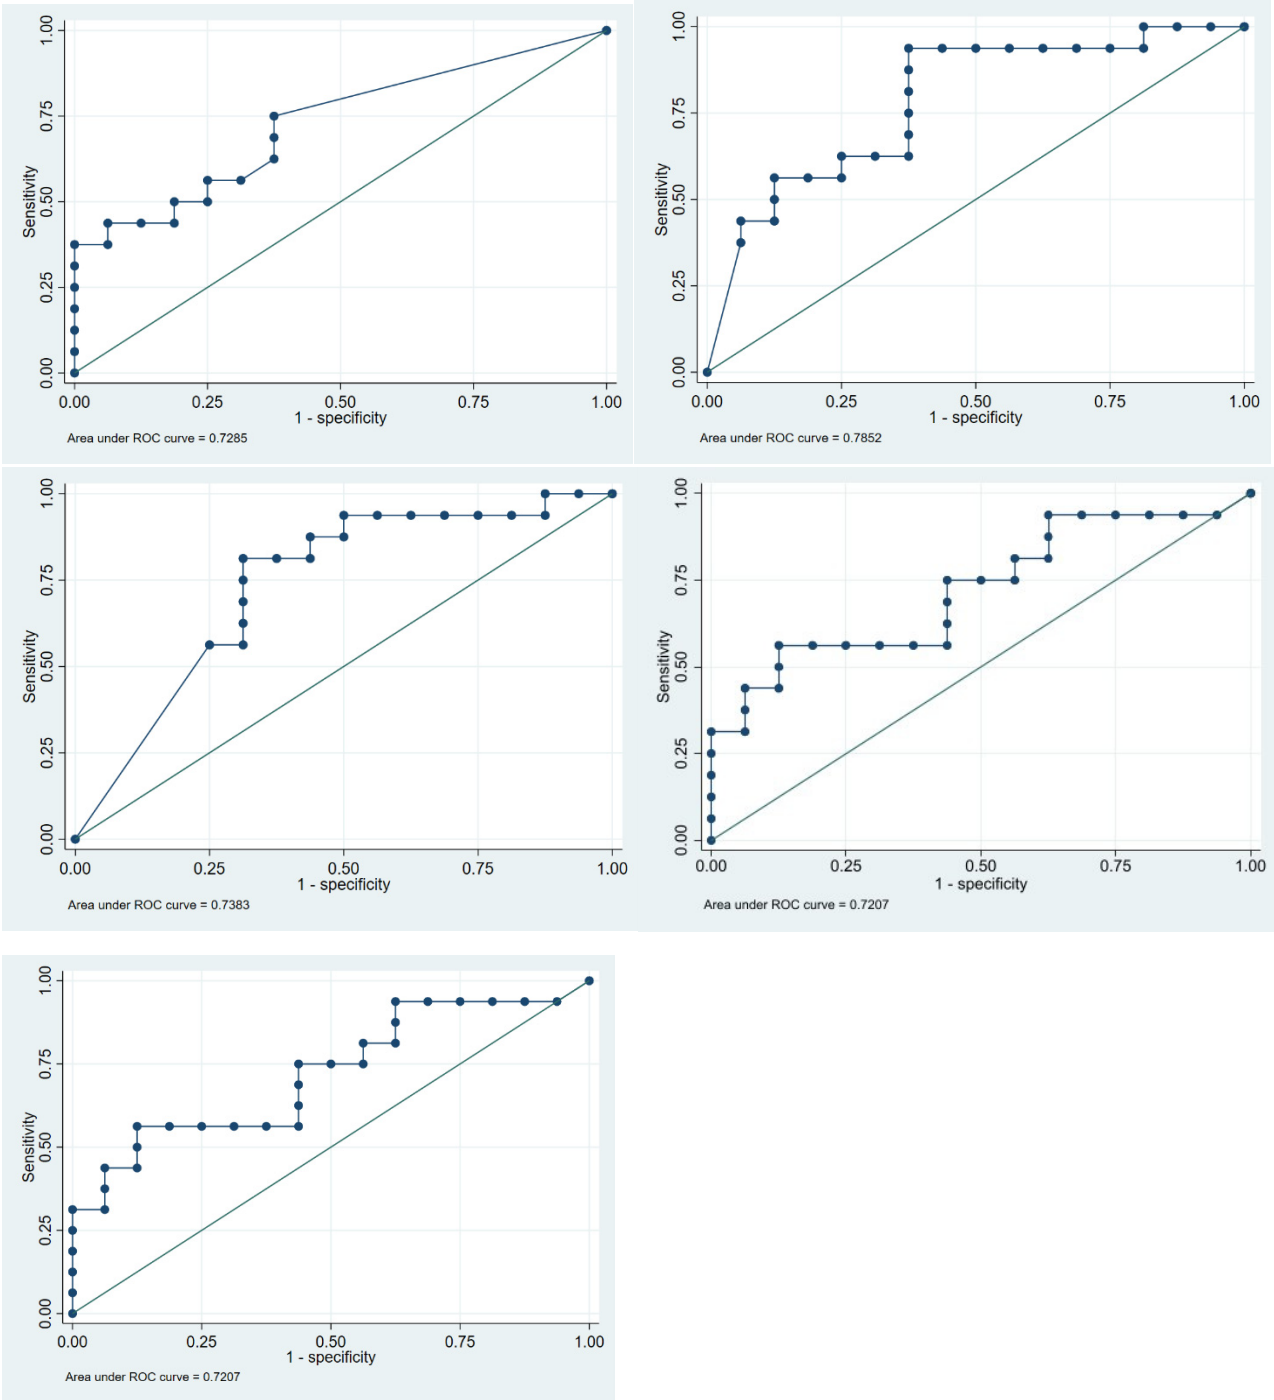 1.00
0.75
Sensitivity
0.50
0.25
0.00
0.00 0.25 0.50 0.75 1.00
1 - specificity
Area under ROC curve = 0.7285
1.00
0.75
Sensitivity
0.50
0.25
0.00
0.00 0.25 0.50 0.75 1.00
1 - specificity
Area under ROC curve = 0.7852
1.00
0.75
Sensitivity
0.50
0.25
0.00
0.00 0.25 0.50 0.75 1.00
1 - specificity
Area under ROC curve = 0.7383
1.00
0.75
Sensitivity
0.50
0.25
0.00
0.00 0.25 0.50 0.75 1.00
1 - specificity
Area under ROC curve = 0.7207
1.00
0.75
Sensitivity
0.50
0.25
0.00
0.00 0.25 0.50 0.75 1.00
1 - specificity
Area under ROC curve = 0.7207